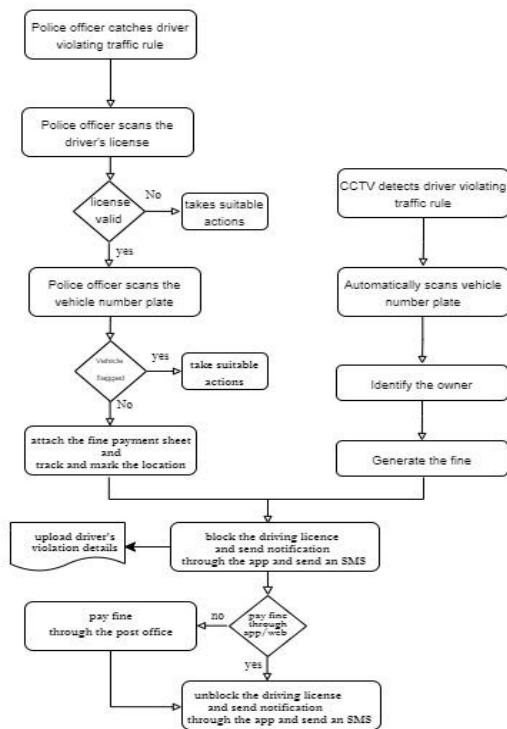 Police officer catches driver
violating traffic rule
Police officer scans the
driver's license
license
valid
No
takes suitable
actions
yes
Police officer scans the
vehicle number plate
Vehicle
flagged
yes
take suitable
actions
No
attach the fine payment sheet
and
track and mark the location
CCTV detects driver violating
traffic rule
Automatically scans vehicle
number plate
Identify the owner
Generate the fine
upload driver's
violation details
block the driving licence
and send notification
through the app and send an SMS
pay fine
through
app/web
no
pay fine
through the post office
yes
unblock the driving license
and send notification
through the app and send an SMS